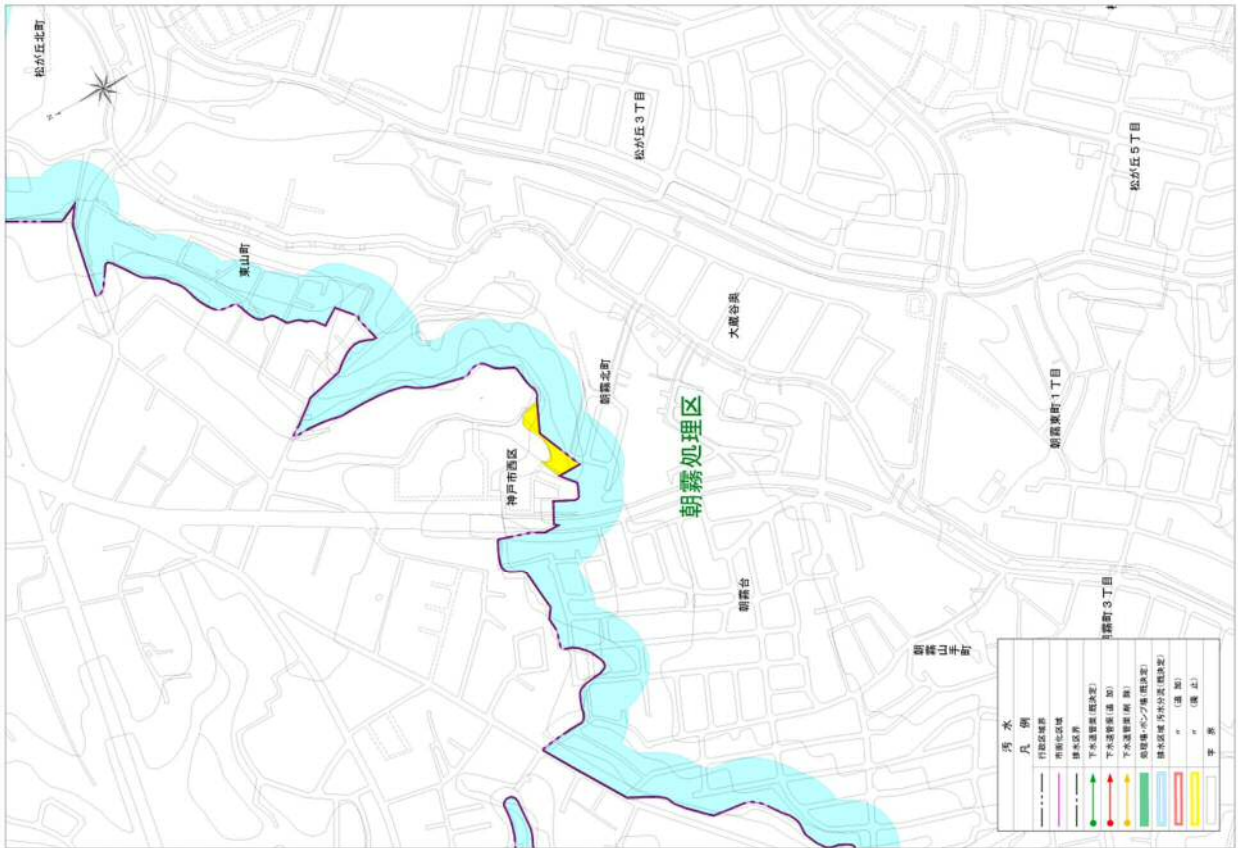 松が丘北町
N
東山町
松が丘3丁目
松が丘5丁目
大蔵谷奥
朝霧北町
朝霧東町1丁目
神戸市西区
朝霧処理区
朝霧台
朝霧山手町
霧町3丁目
汚水
凡例
行政区域界
市街化区域
排水区界
下水道管渠(既決定)
下水道管渠(追加)
下水道管渠(削除)
処理場・ポンプ場(既決定)
排水区域 汚水分流(既決定)
〃 (追加)
〃 (廃止)